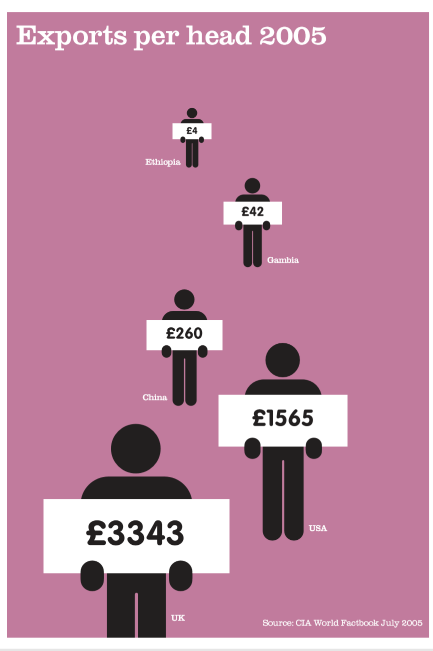 Exports per head 2005
£4
Ethiopia
£42
Gambia
£260
China
£1565
USA
£3343
UK
Source: CIA World Factbook July 2005